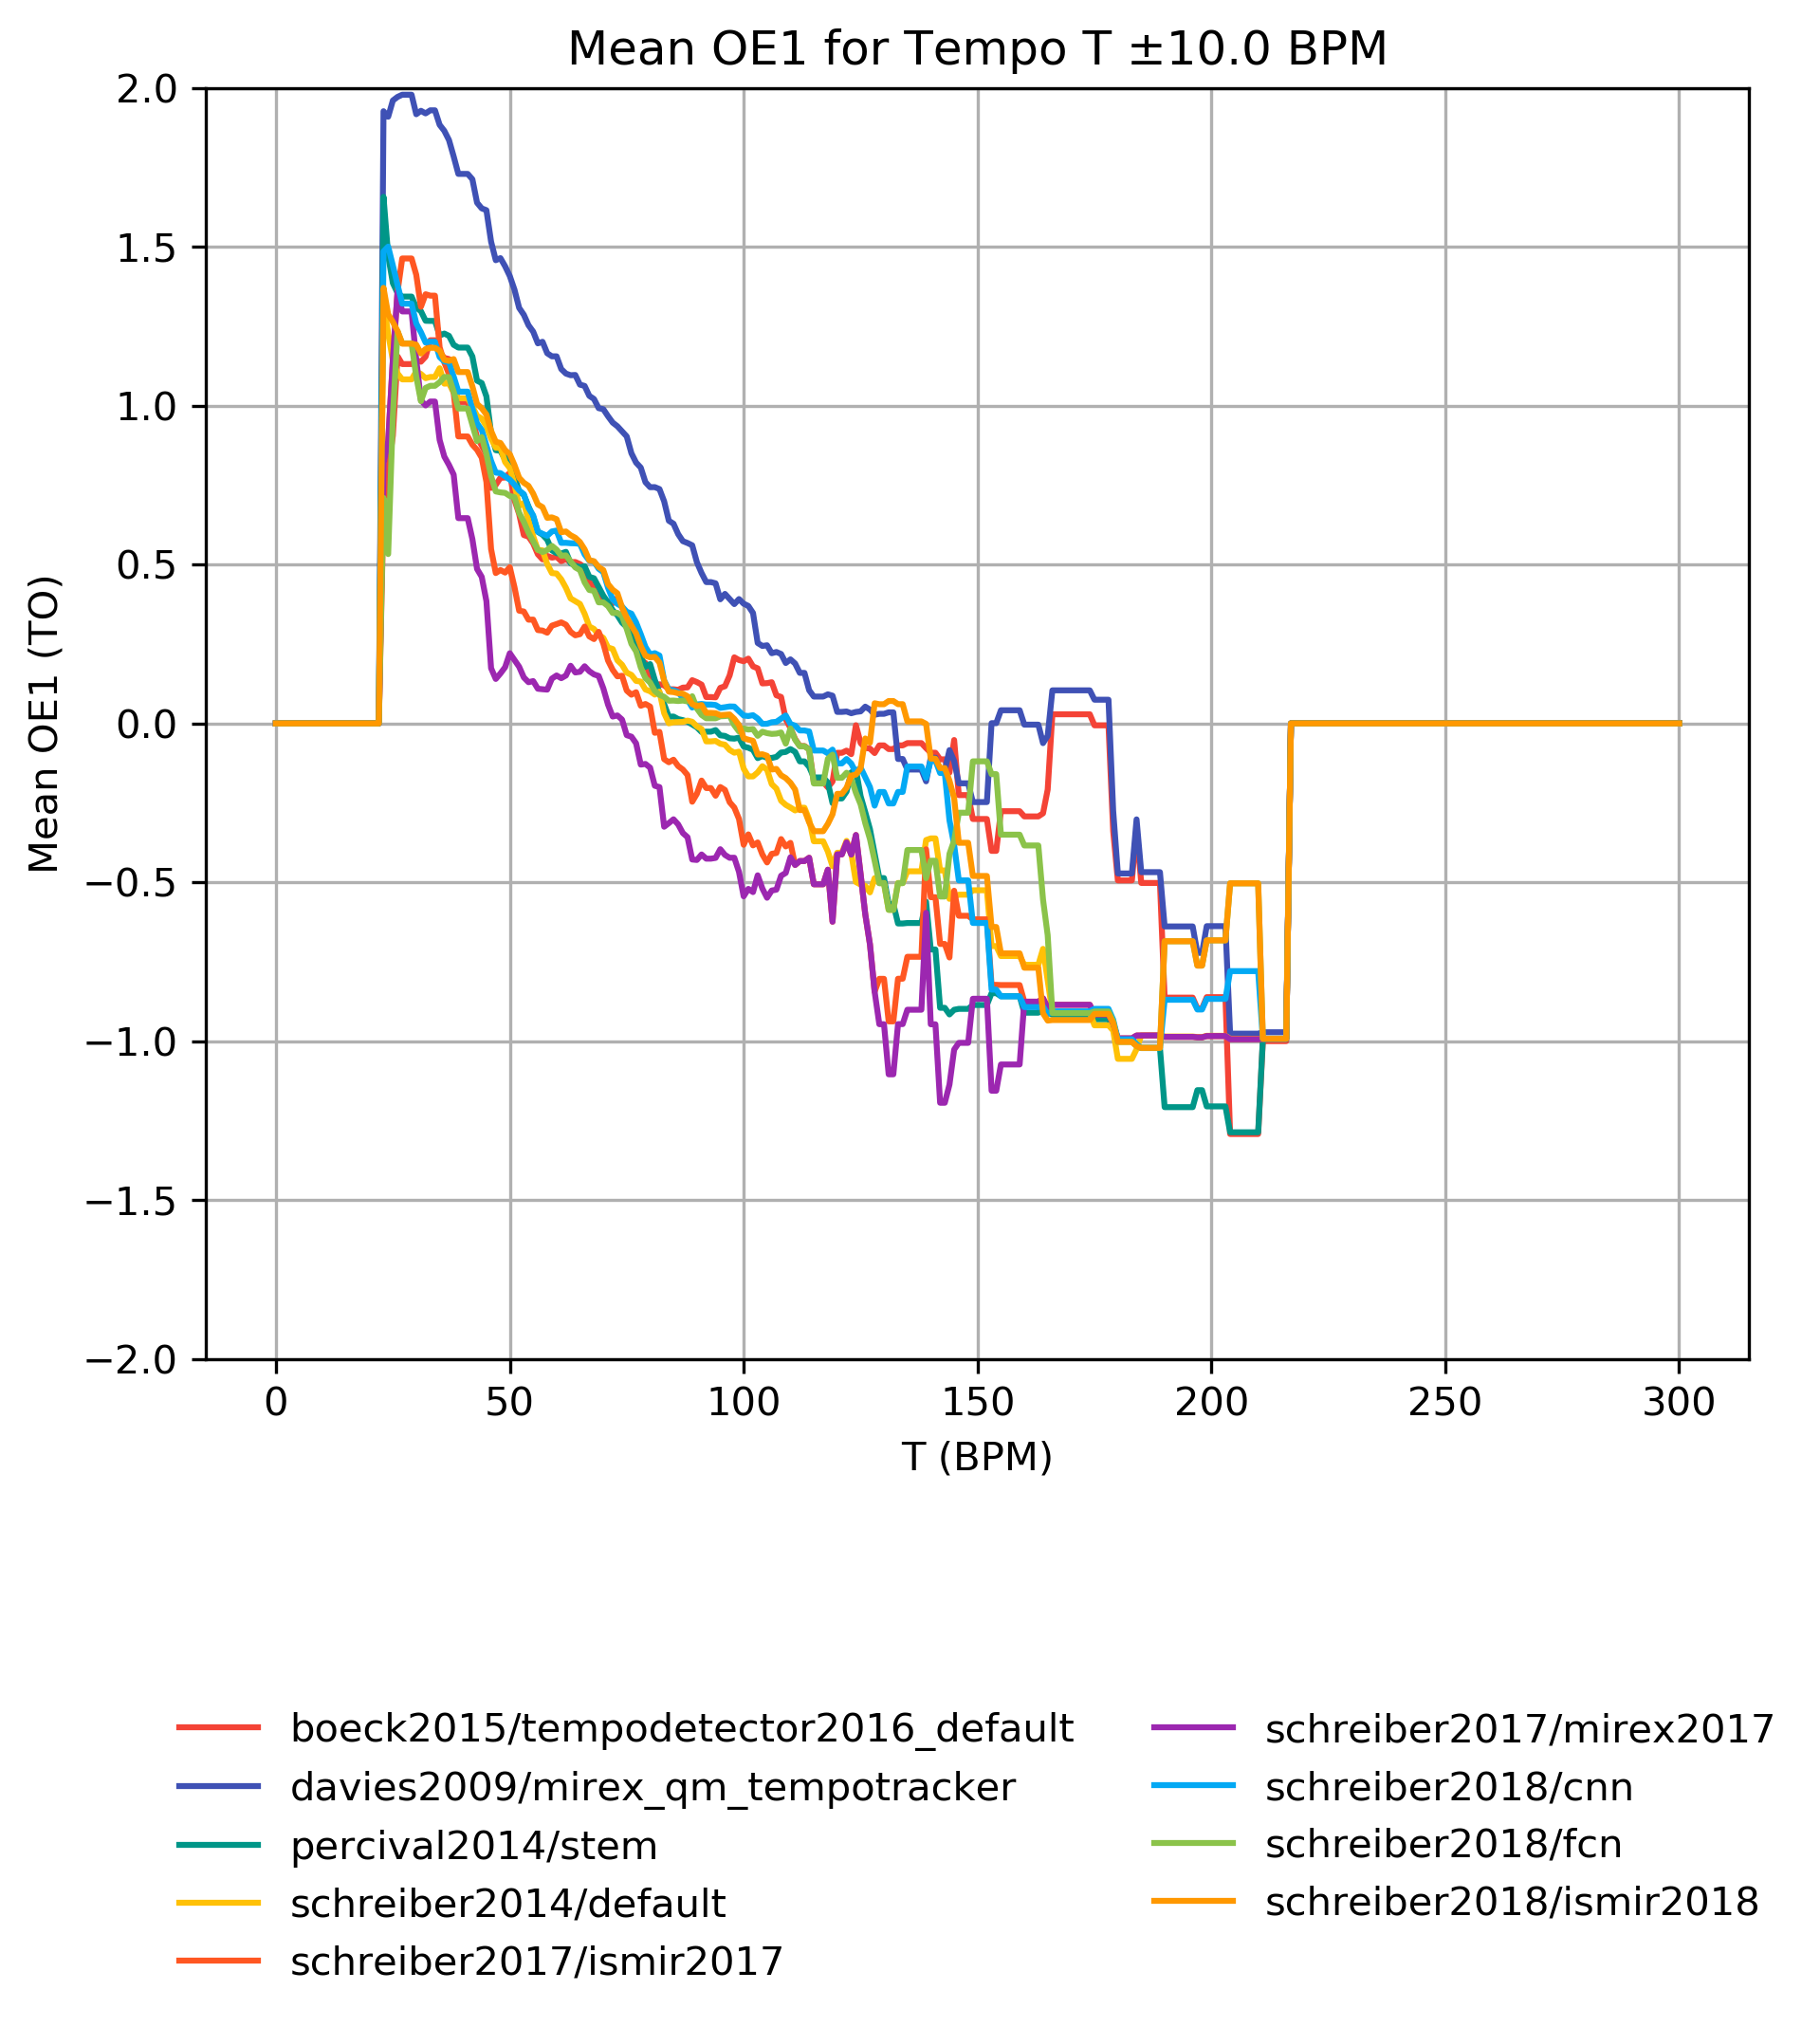 Mean OE1 for Tempo T ±10.0 BPM
2.0
1.5
1.0
0.5
0.0
−0.5
−1.0
−1.5
−2.0
Mean OE1 (TO)
0 50 100 150 200 250 300
T (BPM)
boeck2015/tempodetector2016_default
davies2009/mirex_qm_tempotracker
percival2014/stem
schreiber2014/default
schreiber2017/ismir2017
schreiber2017/mirex2017
schreiber2018/cnn
schreiber2018/fcn
schreiber2018/ismir2018